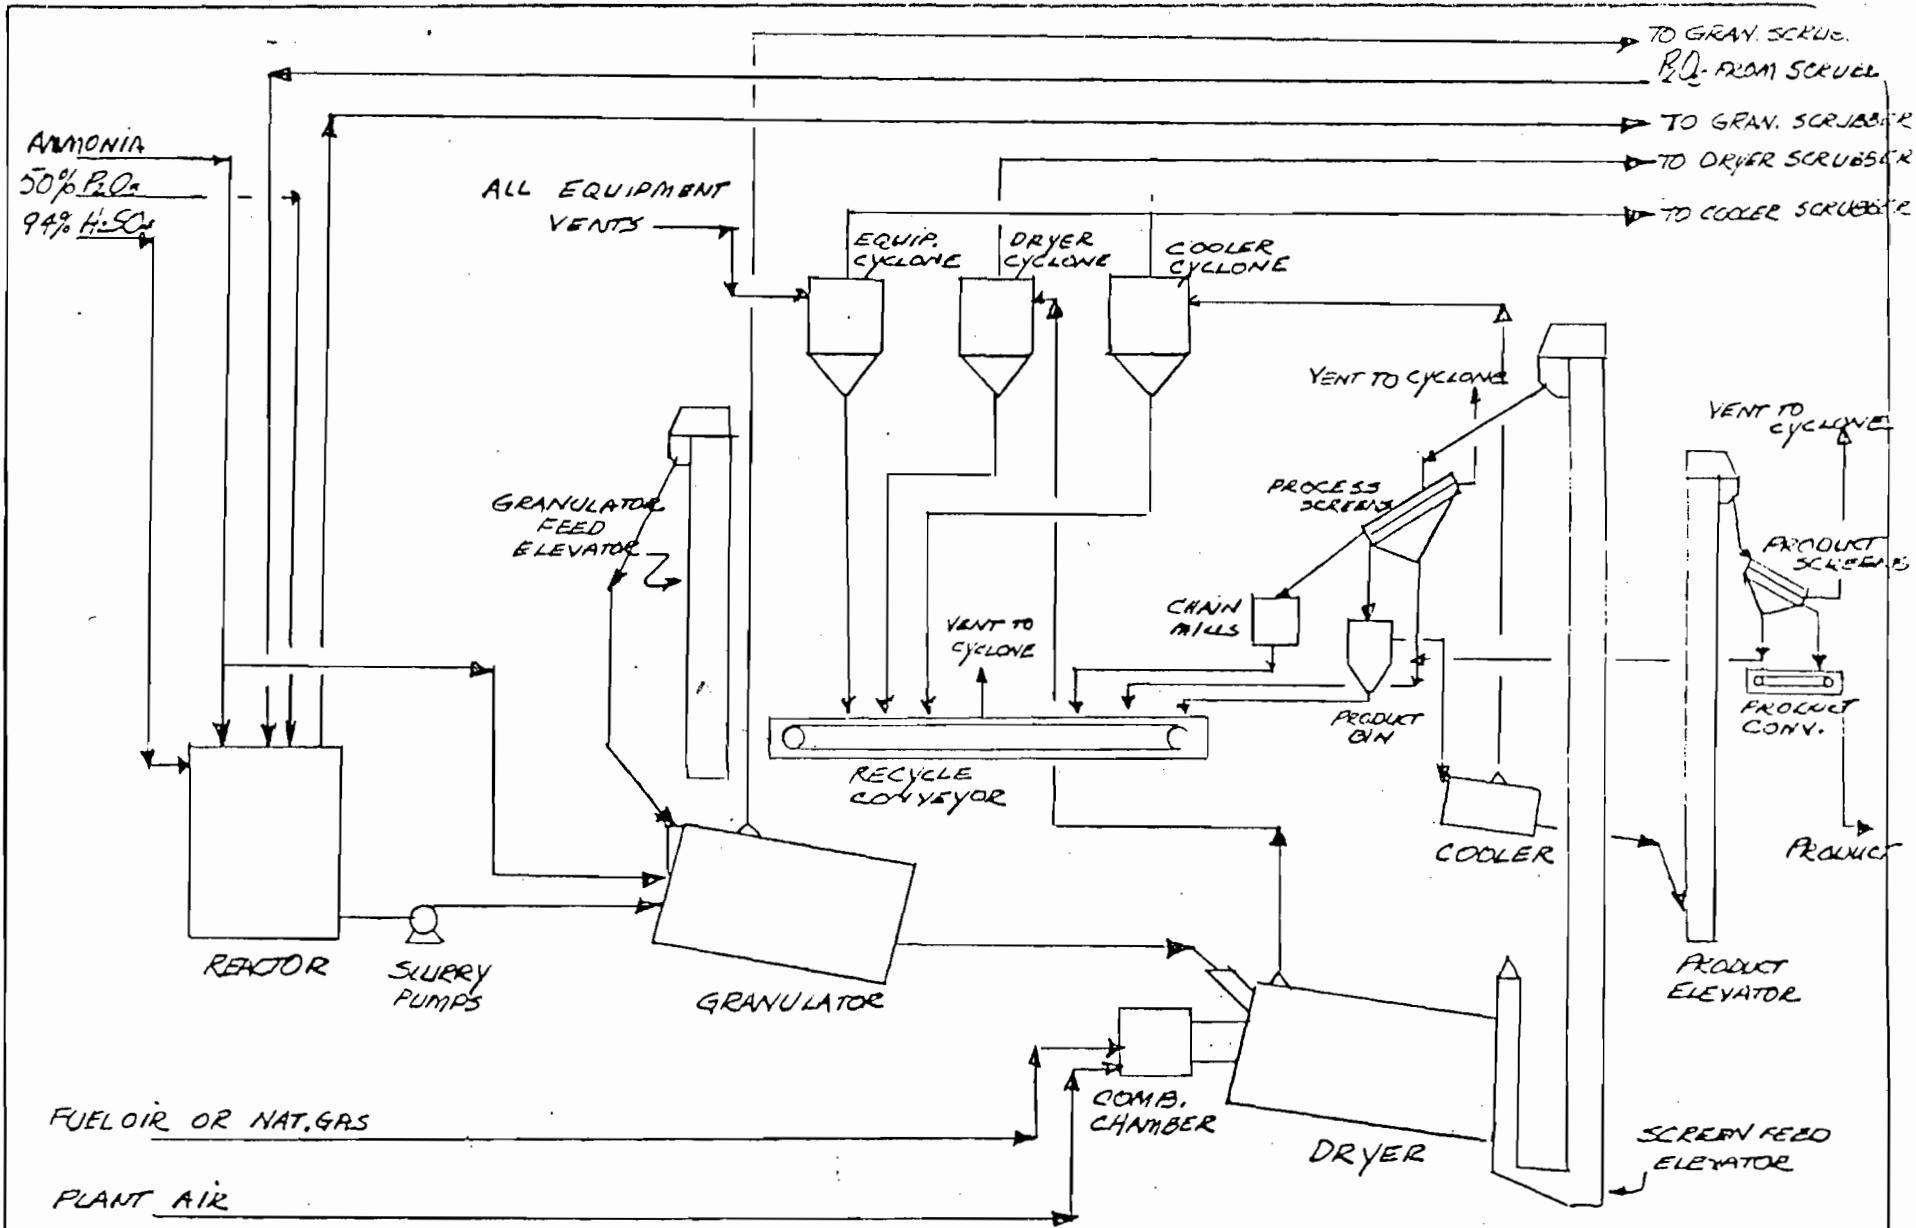 TO GRAN. SCRUB.
P₂O₅ FROM SCRUBB.
TO GRAN. SCRUBBER
TO DRYER SCRUBBER
TO COOLER SCRUBBER
AMMONIA
50% P₂O₅
94% H₂SO₄
ALL EQUIPMENT
VENTS
EQUIP.
CYCLONE
DRYER
CYCLONE
COOLER
CYCLONE
VENT TO CYCLONE
VENT TO
CYCLONE
GRANULATOR
FEED
ELEVATOR
PROCESS
SCREENS
PRODUCT
SCREENS
CHAIN
MILLS
VENT TO
CYCLONE
PRODUCT
BIN
PRODUCT
CONV.
RECYCLE
CONVEYOR
COOLER
PRODUCT
REACTOR
SLURRY
PUMPS
GRANULATOR
PRODUCT
ELEVATOR
COMB.
CHAMBER
DRYER
SCREEN FEED
ELEVATOR
FUEL OIR OR NAT. GAS
PLANT AIR